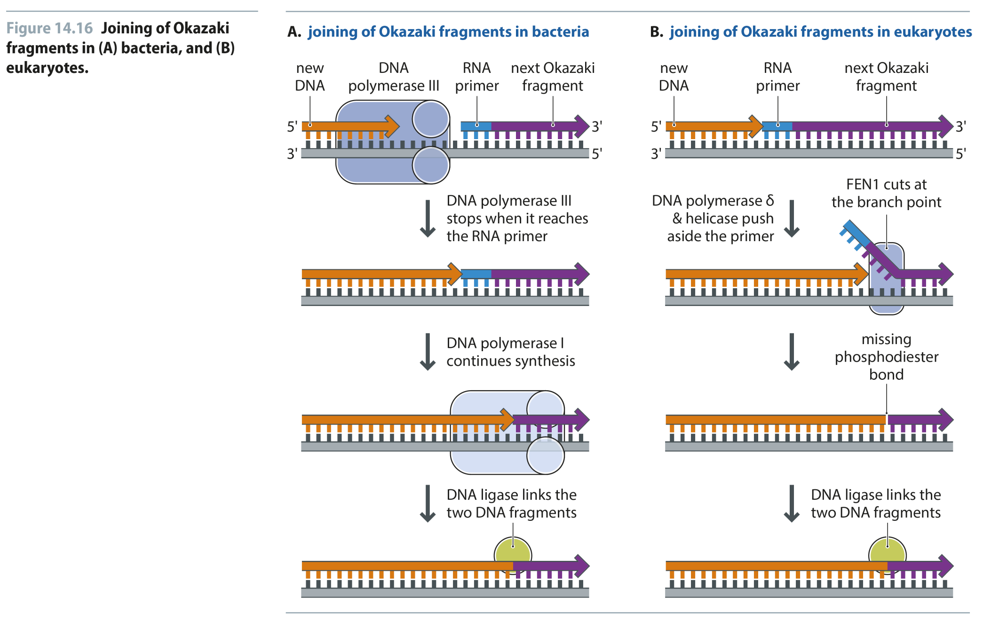 Figure 14.16 Joining of Okazaki
fragments in (A) bacteria, and (B)
eukaryotes.
A. joining of Okazaki fragments in bacteria
new
DNA
DNA
polymerase III
RNA
primer
next Okazaki
fragment
5'
3'
3'
5'
DNA polymerase III
stops when it reaches
the RNA primer
DNA polymerase I
continues synthesis
DNA ligase links the
two DNA fragments
B. joining of Okazaki fragments in eukaryotes
new
DNA
RNA
primer
next Okazaki
fragment
5'
3'
3'
5'
DNA polymerase δ
& helicase push
aside the primer
FEN1 cuts at
the branch point
missing
phosphodiester
bond
DNA ligase links the
two DNA fragments